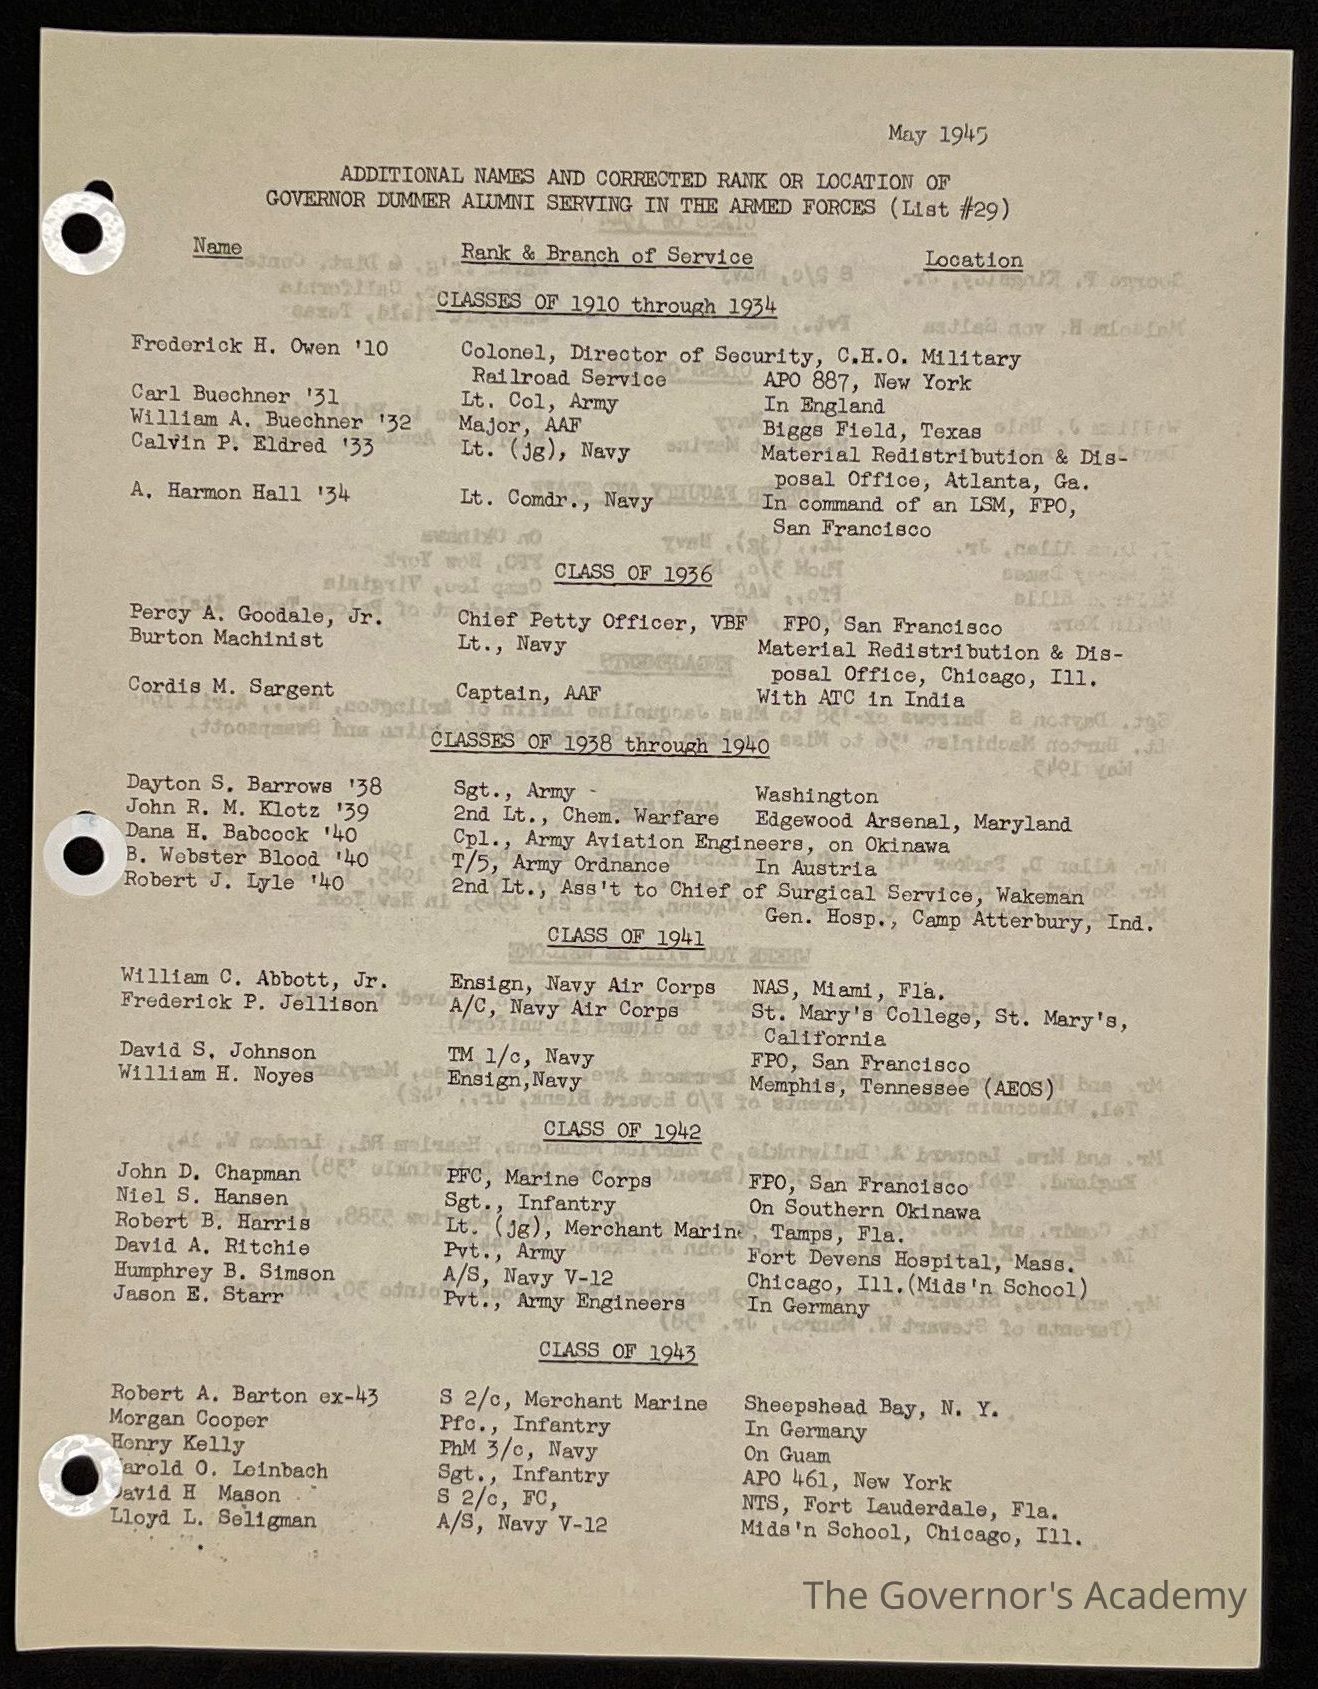 May 1945
ADDITIONAL NAMES AND CORRECTED RANK OR LOCATION OF
GOVERNOR DUMMER ALUMNI SERVING IN THE ARMED FORCES (List #29)
Name Rank & Branch of Service Location
CLASSES OF 1910 through 1934
Frederick H. Owen '10 Colonel, Director of Security, C.H.O. Military
Railroad Service APO 887, New York
Carl Buechner '31 Lt. Col, Army In England
William A. Buechner '32 Major, AAF Biggs Field, Texas
Calvin P. Eldred '33 Lt. (jg), Navy Material Redistribution & Dis-
posal Office, Atlanta, Ga.
A. Harmon Hall '34 Lt. Comdr., Navy In command of an LSM, FPO,
San Francisco
CLASS OF 1936
Percy A. Goodale, Jr. Chief Petty Officer, VBF FPO, San Francisco
Burton Machinist Lt., Navy Material Redistribution & Dis-
posal Office, Chicago, Ill.
Cordis M. Sargent Captain, AAF With ATC in India
CLASSES OF 1938 through 1940
Dayton S. Barrows '38 Sgt., Army - Washington
John R. M. Klotz '39 2nd Lt., Chem. Warfare Edgewood Arsenal, Maryland
Dana H. Babcock '40 Cpl., Army Aviation Engineers, on Okinawa
B. Webster Blood '40 T/5, Army Ordnance In Austria
Robert J. Lyle '40 2nd Lt., Ass't to Chief of Surgical Service, Wakeman
Gen. Hosp., Camp Atterbury, Ind.
CLASS OF 1941
William C. Abbott, Jr. Ensign, Navy Air Corps NAS, Miami, Fla.
Frederick P. Jellison A/C, Navy Air Corps St. Mary's College, St. Mary's,
California
David S. Johnson TM 1/c, Navy FPO, San Francisco
William H. Noyes Ensign,Navy Memphis, Tennessee (AEOS)
CLASS OF 1942
John D. Chapman PFC, Marine Corps FPO, San Francisco
Niel S. Hansen Sgt., Infantry On Southern Okinawa
Robert B. Harris Lt. (jg), Merchant Marine, Tamps, Fla.
David A. Ritchie Pvt., Army Fort Devens Hospital, Mass.
Humphrey B. Simson A/S, Navy V-12 Chicago, Ill.(Mids'n School)
Jason E. Starr Pvt., Army Engineers In Germany
CLASS OF 1943
Robert A. Barton ex-43 S 2/c, Merchant Marine Sheepshead Bay, N. Y.
Morgan Cooper Pfc., Infantry In Germany
Henry Kelly PhM 3/c, Navy On Guam
Harold O. Leinbach Sgt., Infantry APO 461, New York
David H Mason S 2/c, FC, NTS, Fort Lauderdale, Fla.
Lloyd L. Seligman A/S, Navy V-12 Mids'n School, Chicago, Ill.
The Governor's Academy